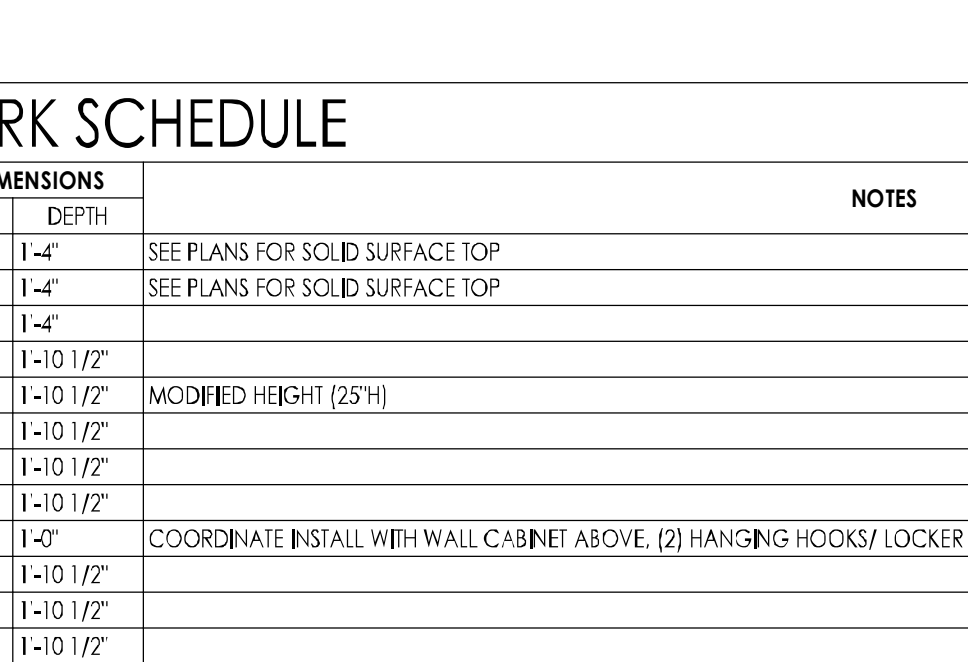 RK SCHEDULE
MENSIONS
NOTES
DEPTH
1'-4" SEE PLANS FOR SOLID SURFACE TOP
1'-4" SEE PLANS FOR SOLID SURFACE TOP
1'-4"
1'-10 1/2"
1'-10 1/2" MODIFIED HEIGHT (25"H)
1'-10 1/2"
1'-10 1/2"
1'-10 1/2"
1'-0" COORDINATE INSTALL WITH WALL CABINET ABOVE, (2) HANGING HOOKS/ LOCKER
1'-10 1/2"
1'-10 1/2"
1'-10 1/2"